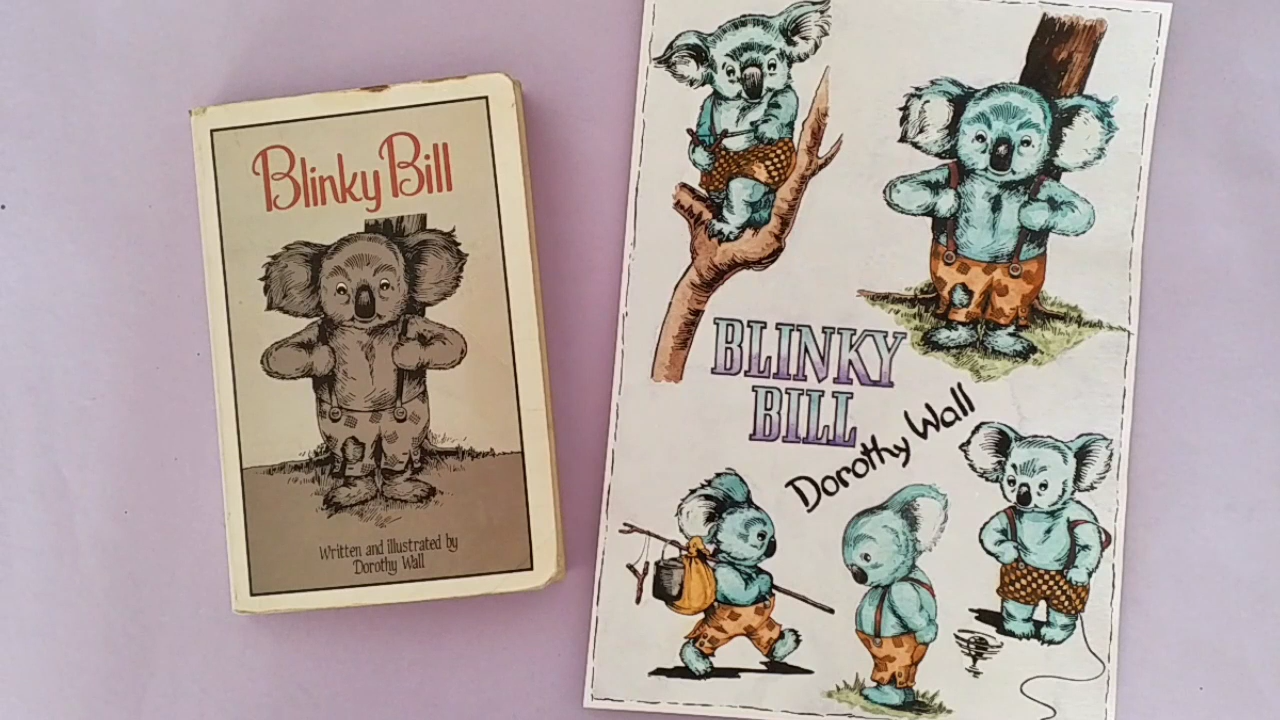 Blinky Bill
Written and illustrated by
Dorothy Wall
BLINKY
BILL
Dorothy Wall